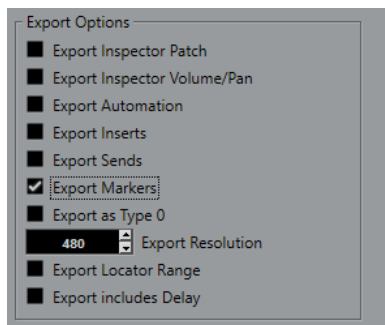 Export Options
Export Inspector Patch
Export Inspector Volume/Pan
Export Automation
Export Inserts
Export Sends
Export Markers
Export as Type 0
480 Export Resolution
Export Locator Range
Export includes Delay